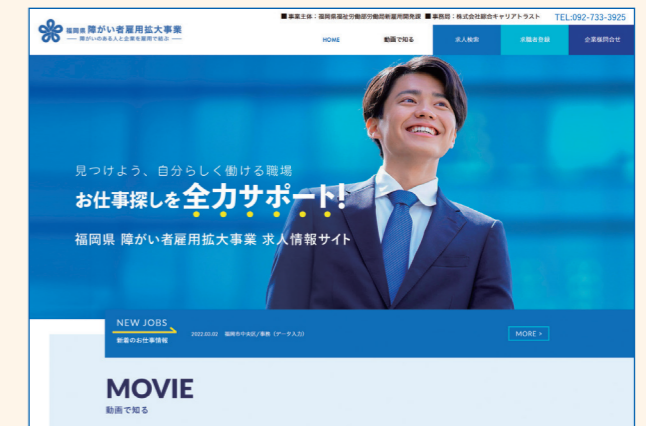 ■事業主体：福岡県福祉労働部労働局新雇用開発課 ■事務局：株式会社総合キャリアトラスト TEL:092-733-3925
福岡県 障がい者雇用拡大事業
― 障がいのある人と企業を雇用で結ぶ ―
HOME 動画で知る 求人検索 求職者登録 企業様問合せ
見つけよう、自分らしく働ける職場
お仕事探しを全力サポート!
福岡県 障がい者雇用拡大事業 求人情報サイト
NEW JOBS
新着のお仕事情報
2022.02.02 福岡市中央区/事務（データ入力）
MORE >
MOVIE
動画で知る